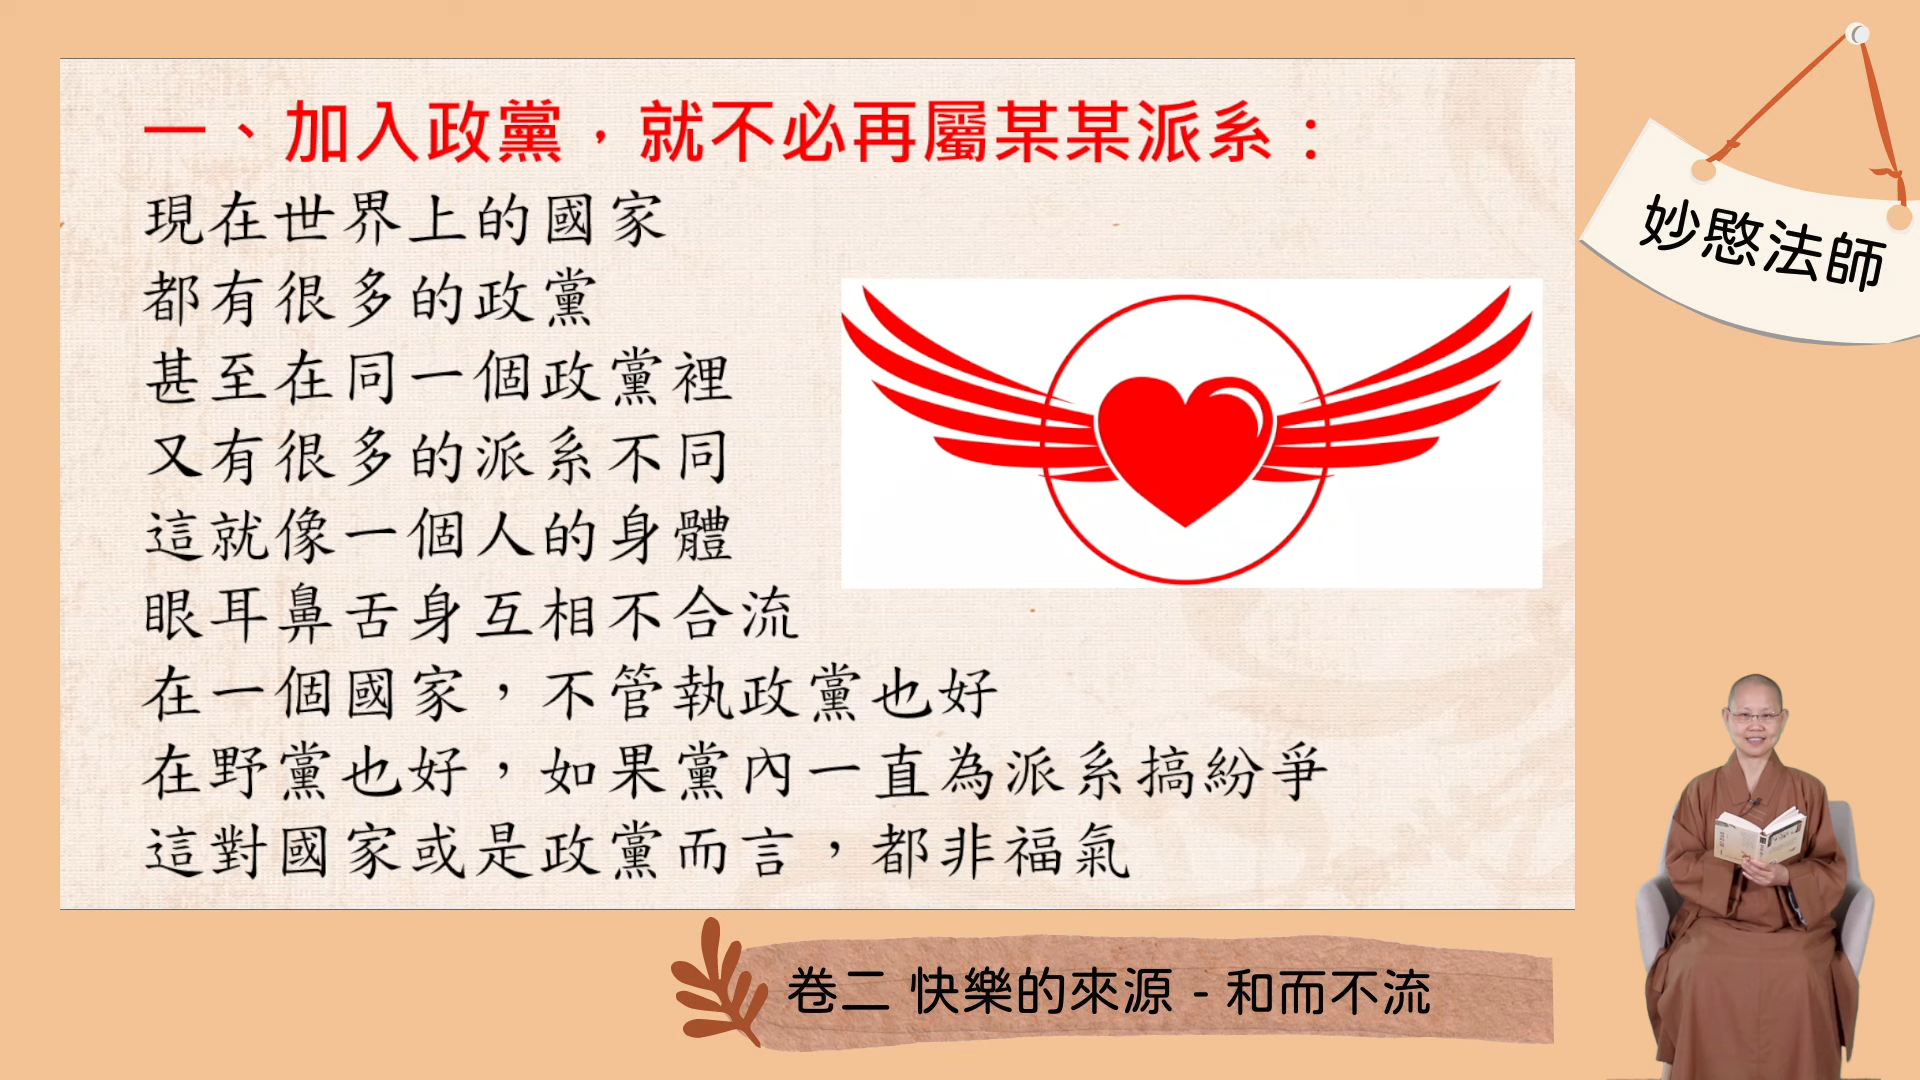 一、加入政黨，就不必再屬某某派系：
現在世界上的國家
都有很多的政黨
甚至在同一個政黨裡
又有很多的派系不同
這就像一個人的身體
眼耳鼻舌身互相不合流
在一個國家，不管執政黨也好
在野黨也好，如果黨內一直為派系搞紛爭
這對國家或是政黨而言，都非福氣
妙愍法師
卷二 快樂的來源 - 和而不流